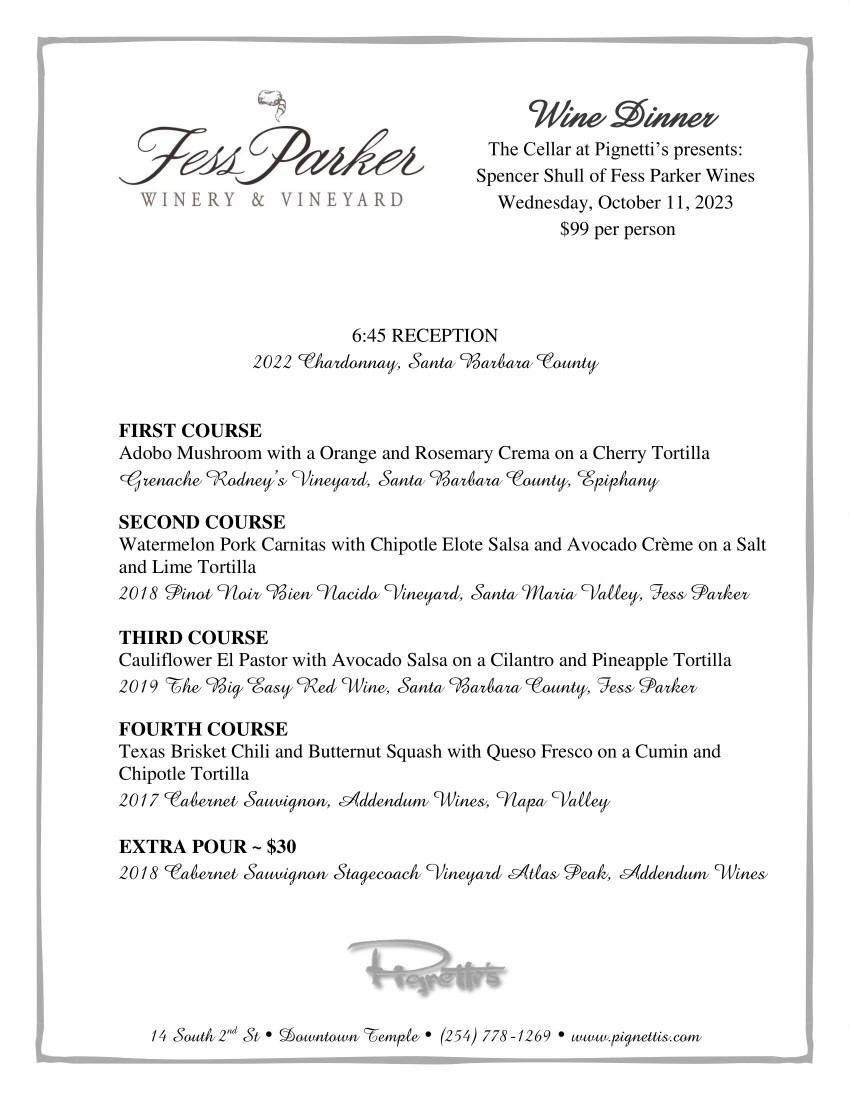 Fess Parker
WINERY & VINEYARD
Wine Dinner
The Cellar at Pignetti's presents:
Spencer Shull of Fess Parker Wines
Wednesday, October 11, 2023
$99 per person
6:45 RECEPTION
2022 Chardonnay, Santa Barbara County
FIRST COURSE
Adobo Mushroom with a Orange and Rosemary Crema on a Cherry Tortilla
Grenache Rodney's Vineyard, Santa Barbara County, Epiphany
SECOND COURSE
Watermelon Pork Carnitas with Chipotle Elote Salsa and Avocado Crème on a Salt
and Lime Tortilla
2018 Pinot Noir Bien Nacido Vineyard, Santa Maria Valley, Fess Parker
THIRD COURSE
Cauliflower El Pastor with Avocado Salsa on a Cilantro and Pineapple Tortilla
2019 The Big Easy Red Wine, Santa Barbara County, Fess Parker
FOURTH COURSE
Texas Brisket Chili and Butternut Squash with Queso Fresco on a Cumin and
Chipotle Tortilla
2017 Cabernet Sauvignon, Addendum Wines, Napa Valley
EXTRA POUR ~ $30
2018 Cabernet Sauvignon Stagecoach Vineyard Atlas Peak, Addendum Wines
Pignetti's
14 South 2nd St • Downtown Temple • (254) 778-1269 • www.pignettis.com